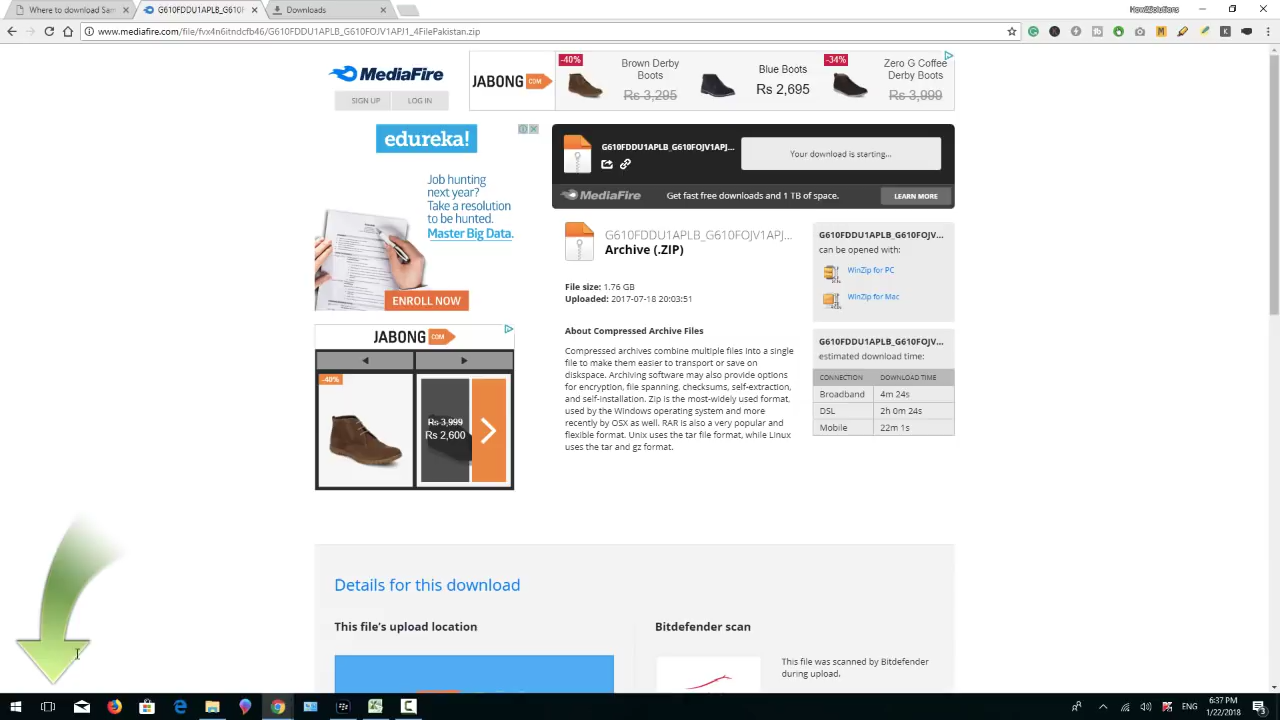 Where to download Sam
G610FDDU1APLB_G610
Downloads
How2Solutions
www.mediafire.com/file/fvx4n6itndcfb46/G610FDDU1APLB_G610FOJV1APJ1_4FilePakistan.zip
MediaFire
SIGN UP
LOG IN
JABONG COM
-40%
Brown Derby
Boots
Rs 3,295
Blue Boots
Rs 2,695
-34%
Zero G Coffee
Derby Boots
Rs 3,999
edureka!
Job hunting
next year?
Take a resolution
to be hunted.
Master Big Data.
ENROLL NOW
G610FDDU1APLB_G610FOJV1APJ...
Your download is starting...
MediaFire
Get fast free downloads and 1 TB of space.
LEARN MORE
G610FDDU1APLB_G610FOJV1APJ...
Archive (.ZIP)
File size: 1.76 GB
Uploaded: 2017-07-18 20:03:51
About Compressed Archive Files
Compressed archives combine multiple files into a single
file to make them easier to transport or save on
diskspace. Archiving software may also provide options
for encryption, file spanning, checksums, self-extraction,
and self-installation. Zip is the most-widely used format,
used by the Windows operating system and more
recently by OSX as well. RAR is also a very popular and
flexible format. Unix uses the tar file format, while Linux
uses the tar and gz format.
G610FDDU1APLB_G610FOJV...
can be opened with:
WinZip for PC
WinZip for Mac
G610FDDU1APLB_G610FOJV...
estimated download time:
CONNECTION DOWNLOAD TIME
Broadband 4m 24s
DSL 2h 0m 24s
Mobile 22m 1s
JABONG COM
-40%
Rs 3,999
Rs 2,600
Details for this download
This file's upload location
Bitdefender scan
This file was scanned by Bitdefender
during upload.
English
6:37 PM
1/22/2018